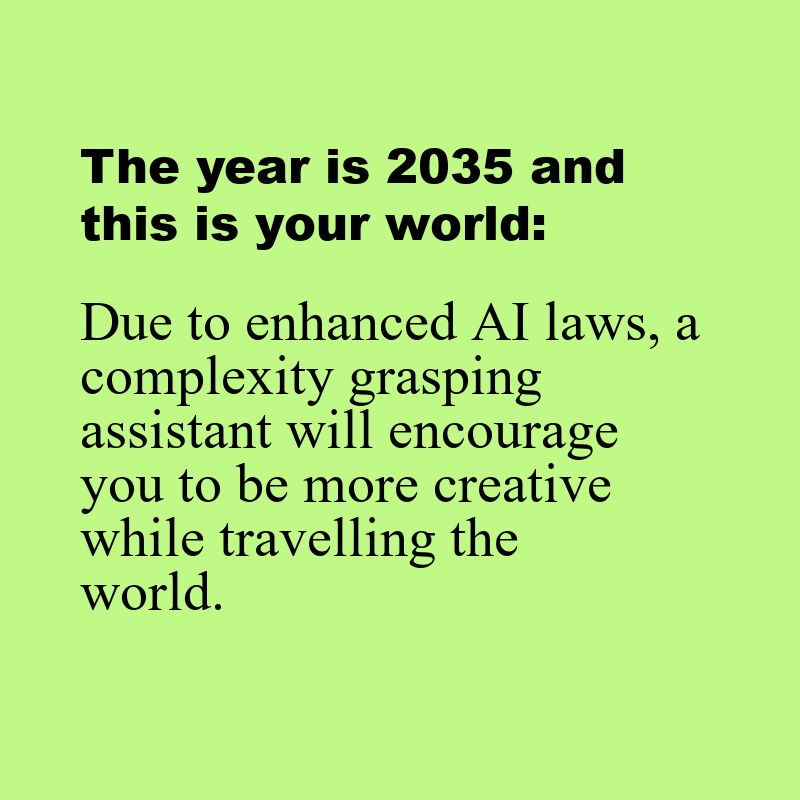 The year is 2035 and
this is your world:
Due to enhanced AI laws, a
complexity grasping
assistant will encourage
you to be more creative
while travelling the
world.